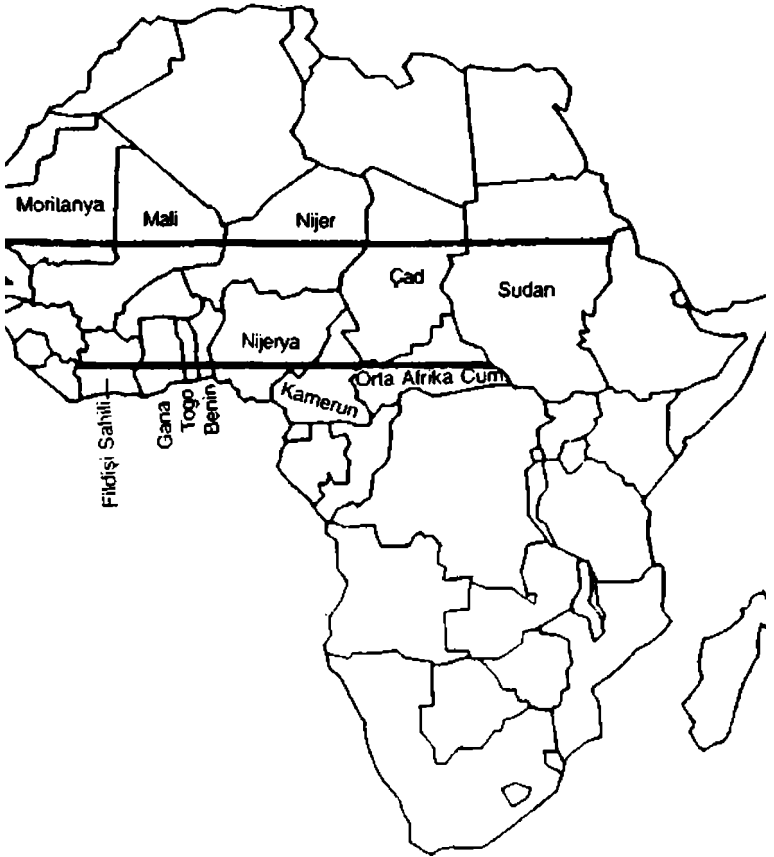 Moritanya
Mali
Nijer
Çad
Sudan
Nijerya
Orta Afrika Cum
Kamerun
Fildişi Sahili
Gana
Togo
Benin